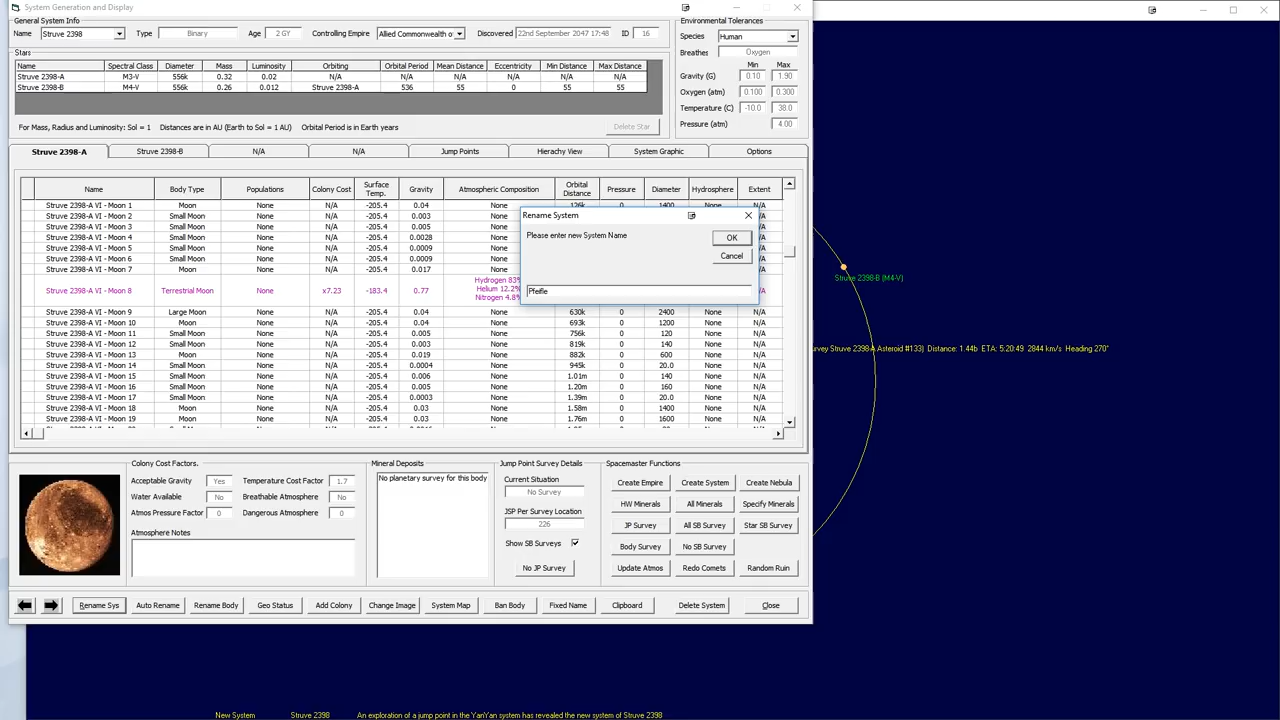 System Generation and Display
General System Info
Name Struve 2398 Type Binary Age 2 GY Controlling Empire Allied Commonwealth o Discovered 22nd September 2047 17:48 ID 16
Environmental Tolerances
Species Human
Breathes Oxygen
Min Max
Gravity (G) 0.10 1.90
Oxygen (atm) 0.100 0.300
Temperature (C) -10.0 38.0
Pressure (atm) 4.00
Stars
Name Spectral Class Diameter Mass Luminosity Orbiting Orbital Period Mean Distance Eccentricity Min Distance Max Distance
Struve 2398-A M3-V 556k 0.32 0.02 N/A N/A N/A N/A N/A N/A
Struve 2398-B M4-V 556k 0.26 0.012 Struve 2398-A 536 55 0 55 55
For Mass, Radius and Luminosity: Sol = 1 Distances are in AU (Earth to Sol = 1 AU) Orbital Period is in Earth years Delete Star
Struve 2398-A Struve 2398-B N/A N/A Jump Points Hierachy View System Graphic Options
Name Body Type Populations Colony Cost Surface Temp. Gravity Atmospheric Composition Orbital Distance Pressure Diameter Hydrosphere Extent
Struve 2398-A VI - Moon 1 Moon None N/A -205.4 0.04 None 126k 0 1400 None N/A
Struve 2398-A VI - Moon 2 Small Moon None N/A -205.4 0.003 None N/A
Struve 2398-A VI - Moon 3 Small Moon None N/A -205.4 0.005 None N/A
Struve 2398-A VI - Moon 4 Small Moon None N/A -205.4 0.0028 None N/A
Struve 2398-A VI - Moon 5 Small Moon None N/A -205.4 0.0009 None N/A
Struve 2398-A VI - Moon 6 Small Moon None N/A -205.4 0.0009 None N/A
Struve 2398-A VI - Moon 7 Moon None N/A -205.4 0.017 None N/A
Struve 2398-A VI - Moon 8 Terrestrial Moon None x7.23 -183.4 0.77 Hydrogen 83% Helium 12.2% Nitrogen 4.8% N/A
Struve 2398-A VI - Moon 9 Large Moon None N/A -205.4 0.04 None 630k 0 2400 None N/A
Struve 2398-A VI - Moon 10 Moon None N/A -205.4 0.04 None 693k 0 1200 None N/A
Struve 2398-A VI - Moon 11 Small Moon None N/A -205.4 0.005 None 756k 0 120 None N/A
Struve 2398-A VI - Moon 12 Small Moon None N/A -205.4 0.004 None 819k 0 140 None N/A
Struve 2398-A VI - Moon 13 Moon None N/A -205.4 0.019 None 882k 0 600 None N/A
Struve 2398-A VI - Moon 14 Small Moon None N/A -205.4 0.0004 None 945k 0 20.0 None N/A
Struve 2398-A VI - Moon 15 Small Moon None N/A -205.4 0.006 None 1.01m 0 140 None N/A
Struve 2398-A VI - Moon 16 Small Moon None N/A -205.4 0.005 None 1.20m 0 160 None N/A
Struve 2398-A VI - Moon 17 Small Moon None N/A -205.4 0.0003 None 1.39m 0 20.0 None N/A
Struve 2398-A VI - Moon 18 Moon None N/A -205.4 0.03 None 1.58m 0 1400 None N/A
Struve 2398-A VI - Moon 19 Moon None N/A -205.4 0.03 None 1.76m 0 1600 None N/A
Rename System
Please enter new System Name
OK
Cancel
Pfeifle
Struve 2398-B (M4-V)
urvey Struve 2398-A Asteroid #133) Distance: 1.44b ETA: 5:20:49 2844 km/s Heading 270°
Colony Cost Factors.
Acceptable Gravity Yes Temperature Cost Factor 1.7
Water Available No Breathable Atmosphere No
Atmos Pressure Factor 0 Dangerous Atmosphere 0
Atmosphere Notes
Mineral Deposits
No planetary survey for this body
Jump Point Survey Details
Current Situation
No Survey
JSP Per Survey Location
226
Show SB Surveys
No JP Survey
Spacemaster Functions
Create Empire Create System Create Nebula
HW Minerals All Minerals Specify Minerals
JP Survey All SB Survey Star SB Survey
Body Survey No SB Survey
Update Atmos Redo Comets Random Ruin
Rename Sys Auto Rename Rename Body Geo Status Add Colony Change Image System Map Ban Body Fixed Name Clipboard Delete System Close
New System Struve 2398 An exploration of a jump point in the YanYan system has revealed the new system of Struve 2398